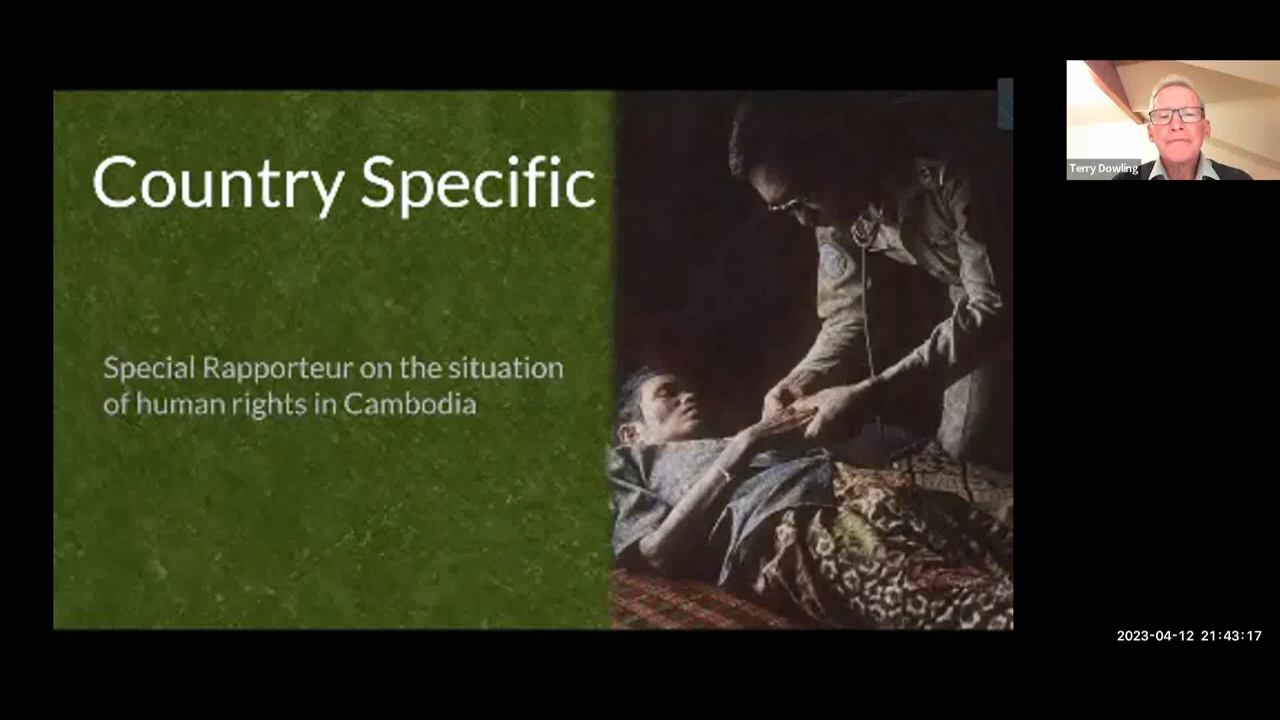 Country Specific
Special Rapporteur on the situation
of human rights in Cambodia
Terry Dowling
2023-04-12 21:43:17